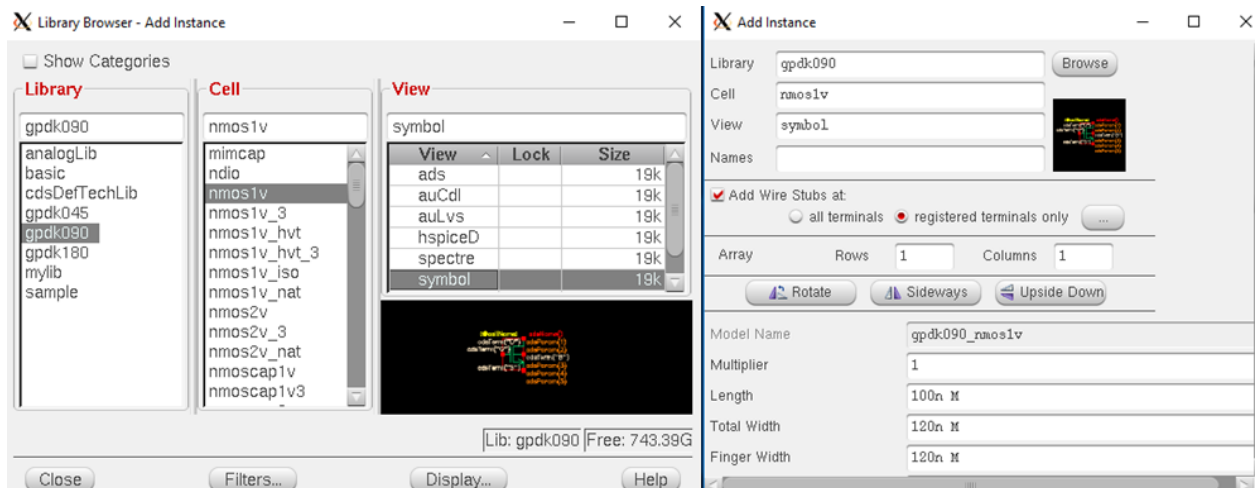 Library Browser - Add Instance
Show Categories
Library
gpdk090
analogLib
basic
cdsDefTechLib
gpdk045
gpdk090
gpdk180
mylib
sample
Cell
nmos1v
mimcap
ndio
nmos1v
nmos1v_3
nmos1v_hvt
nmos1v_hvt_3
nmos1v_iso
nmos1v_nat
nmos2v
nmos2v_3
nmos2v_nat
nmoscap1v
nmoscap1v3
View
symbol
View Lock Size
ads 19k
auCdl 19k
auLvs 19k
hspiceD 19k
spectre 19k
symbol 19k
Lib: gpdk090 Free: 743.39G
Close Filters... Display... Help
Add Instance
Library gpdk090 Browse
Cell nmos1v
View symbol
Names
Add Wire Stubs at:
all terminals registered terminals only ...
Array Rows 1 Columns 1
Rotate Sideways Upside Down
Model Name gpdk090_nmos1v
Multiplier 1
Length 100n M
Total Width 120n M
Finger Width 120n M